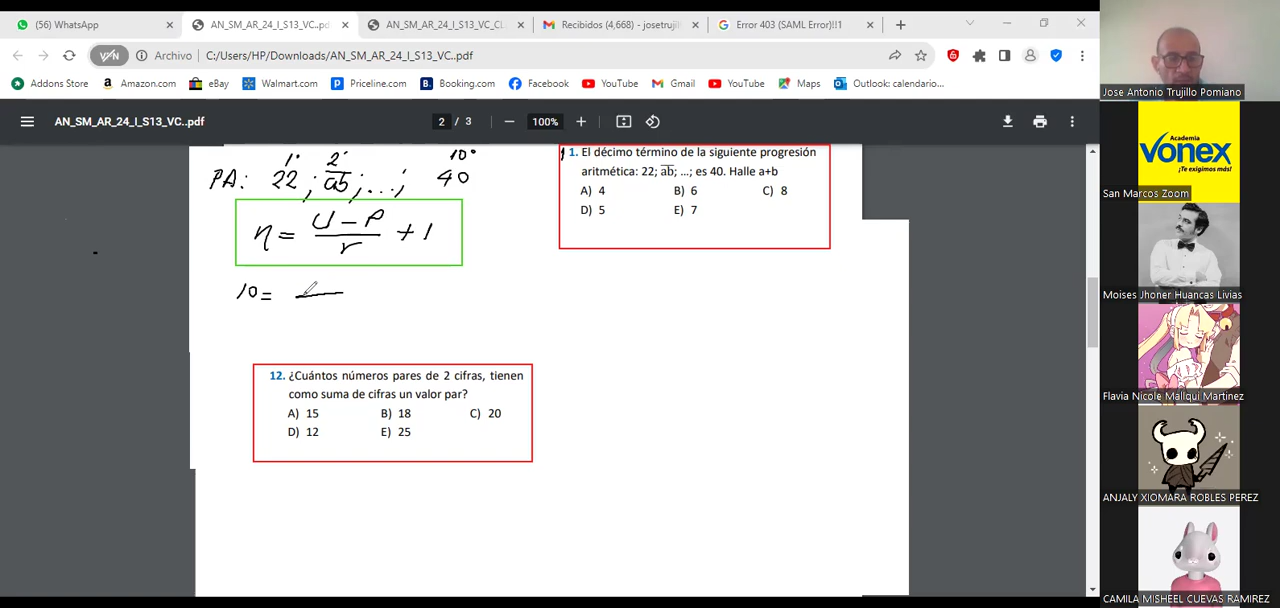 (56) WhatsApp
AN_SM_AR_24_I_S13_VC..pd
AN_SM_AR_24_I_S13_VC_CL
Recibidos (4,668) - josetrujill
Error 403 (SAML Error)!!1
Archivo C:/Users/HP/Downloads/AN_SM_AR_24_I_S13_VC..pdf
Addons Store Amazon.com eBay Walmart.com Priceline.com Booking.com Facebook YouTube Gmail YouTube Maps Outlook: calendario...
AN_SM_AR_24_I_S13_VC..pdf 2 / 3 100%
1° 2° 10°
PA: 22 ; ab ; ... ; 40
n = U - P / r + 1
10 =
1. El décimo término de la siguiente progresión
aritmética: 22; ab; ...; es 40. Halle a+b
A) 4 B) 6 C) 8
D) 5 E) 7
12. ¿Cuántos números pares de 2 cifras, tienen
como suma de cifras un valor par?
A) 15 B) 18 C) 20
D) 12 E) 25
Jose Antonio Trujillo Pomiano
Academia
VONEX
¡Te exigimos más!
San Marcos Zoom
Moises Jhoner Huancas Livias
Flavia Nicole Mallqui Martinez
ANJALY XIOMARA ROBLES PEREZ
CAMILA MISHEEL CUEVAS RAMIREZ